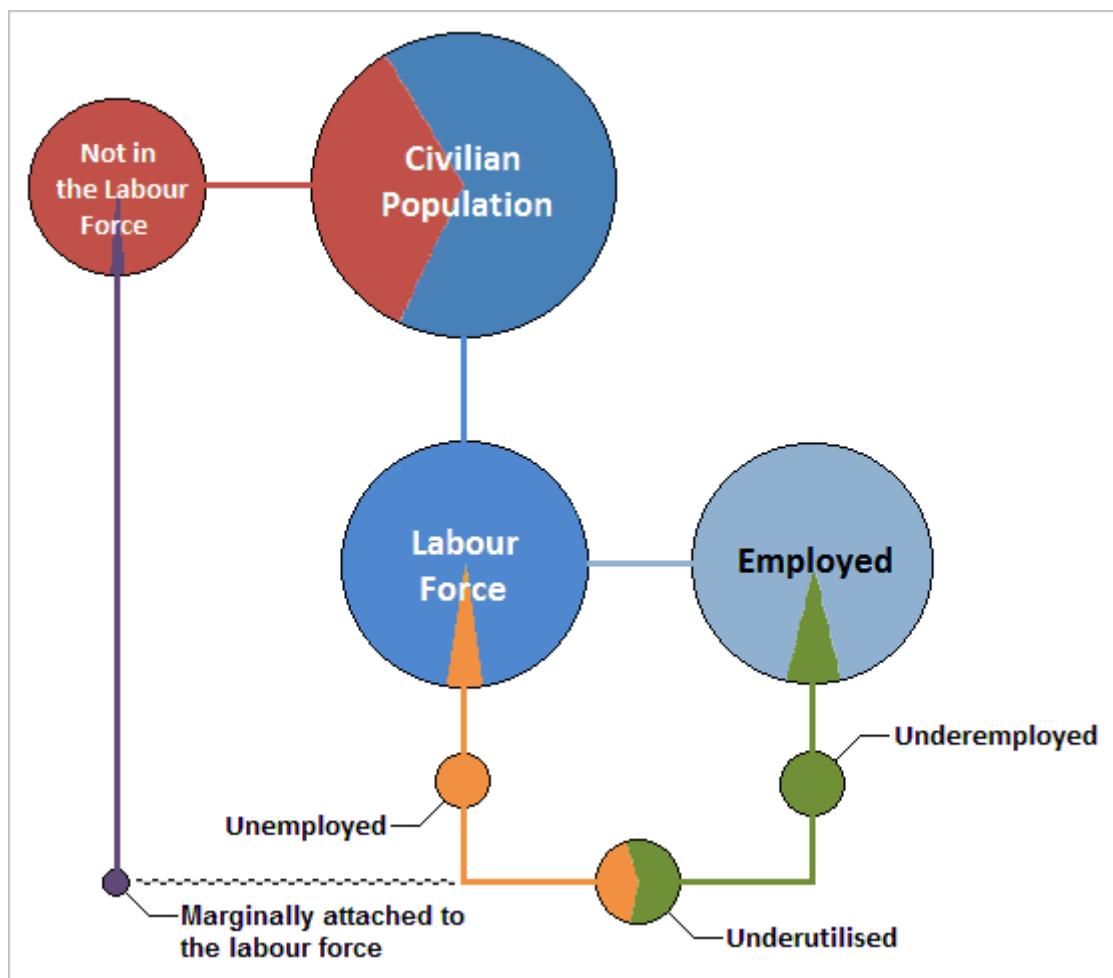 Not in
the Labour
Force
Civilian
Population
Labour
Force
Employed
Underemployed
Unemployed
Marginally attached to
the labour force
Underutilised